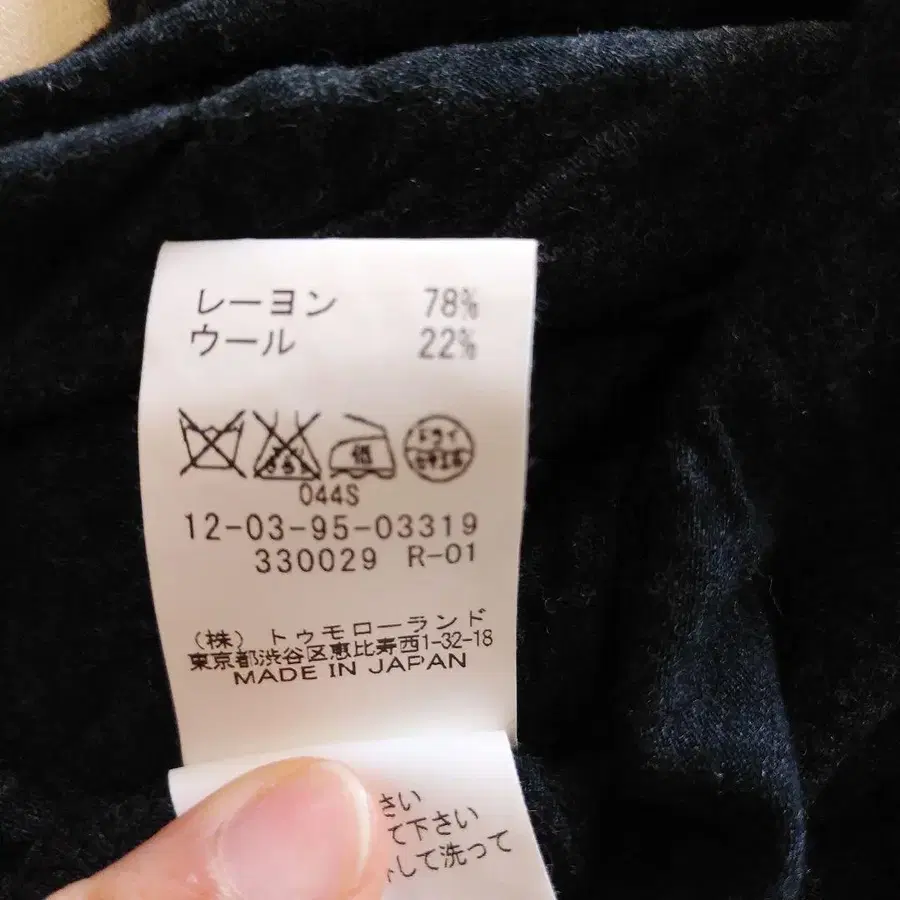 レーヨン 78%
ウール 22%
低 ドライ
044S
12-03-95-03319
330029 R-01
(株) トゥモローランド
東京都渋谷区恵比寿西1-32-18
MADE IN JAPAN
さい
て下さい
して洗って